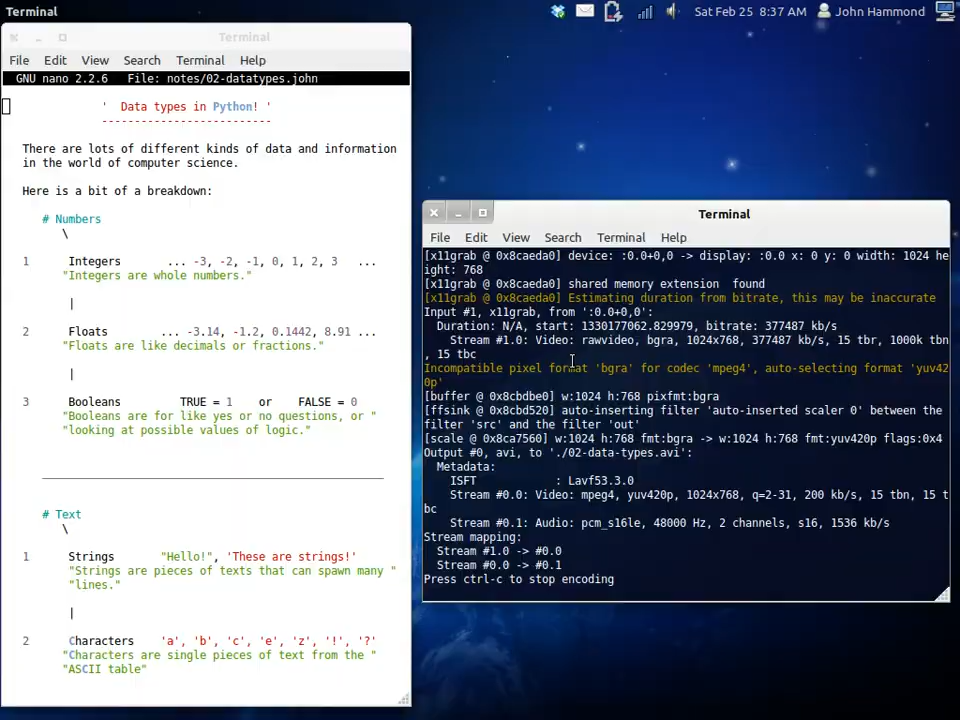 Terminal
Sat Feb 25 8:37 AM John Hammond
Terminal
File Edit View Search Terminal Help
GNU nano 2.2.6 File: notes/02-datatypes.john
' Data types in Python! '
--------------------------
There are lots of different kinds of data and information
in the world of computer science.
Here is a bit of a breakdown:
# Numbers
\
1 Integers ... -3, -2, -1, 0, 1, 2, 3 ...
"Integers are whole numbers."
|
2 Floats ... -3.14, -1.2, 0.1442, 8.91 ...
"Floats are like decimals or fractions."
|
3 Booleans TRUE = 1 or FALSE = 0
"Booleans are for like yes or no questions, or "
"looking at possible values of logic."
____________________________________________________
# Text
\
1 Strings "Hello!", 'These are strings!'
"Strings are pieces of texts that can spawn many "
"lines."
|
2 Characters 'a', 'b', 'c', 'e', 'z', '!', '?'
"Characters are single pieces of text from the "
"ASCII table"
Terminal
File Edit View Search Terminal Help
[x11grab @ 0x8caeda0] device: :0.0+0,0 -> display: :0.0 x: 0 y: 0 width: 1024 he
ight: 768
[x11grab @ 0x8caeda0] shared memory extension  found
[x11grab @ 0x8caeda0] Estimating duration from bitrate, this may be inaccurate
Input #1, x11grab, from ':0.0+0,0':
Duration: N/A, start: 1330177062.829979, bitrate: 377487 kb/s
Stream #1.0: Video: rawvideo, bgra, 1024x768, 377487 kb/s, 15 tbr, 1000k tbn
, 15 tbc
Incompatible pixel format 'bgra' for codec 'mpeg4', auto-selecting format 'yuv42
0p'
[buffer @ 0x8cbdbe0] w:1024 h:768 pixfmt:bgra
[ffsink @ 0x8cbd520] auto-inserting filter 'auto-inserted scaler 0' between the
filter 'src' and the filter 'out'
[scale @ 0x8ca7560] w:1024 h:768 fmt:bgra -> w:1024 h:768 fmt:yuv420p flags:0x4
Output #0, avi, to './02-data-types.avi':
Metadata:
ISFT : Lavf53.3.0
Stream #0.0: Video: mpeg4, yuv420p, 1024x768, q=2-31, 200 kb/s, 15 tbn, 15 t
bc
Stream #0.1: Audio: pcm_s16le, 48000 Hz, 2 channels, s16, 1536 kb/s
Stream mapping:
Stream #1.0 -> #0.0
Stream #0.0 -> #0.1
Press ctrl-c to stop encoding